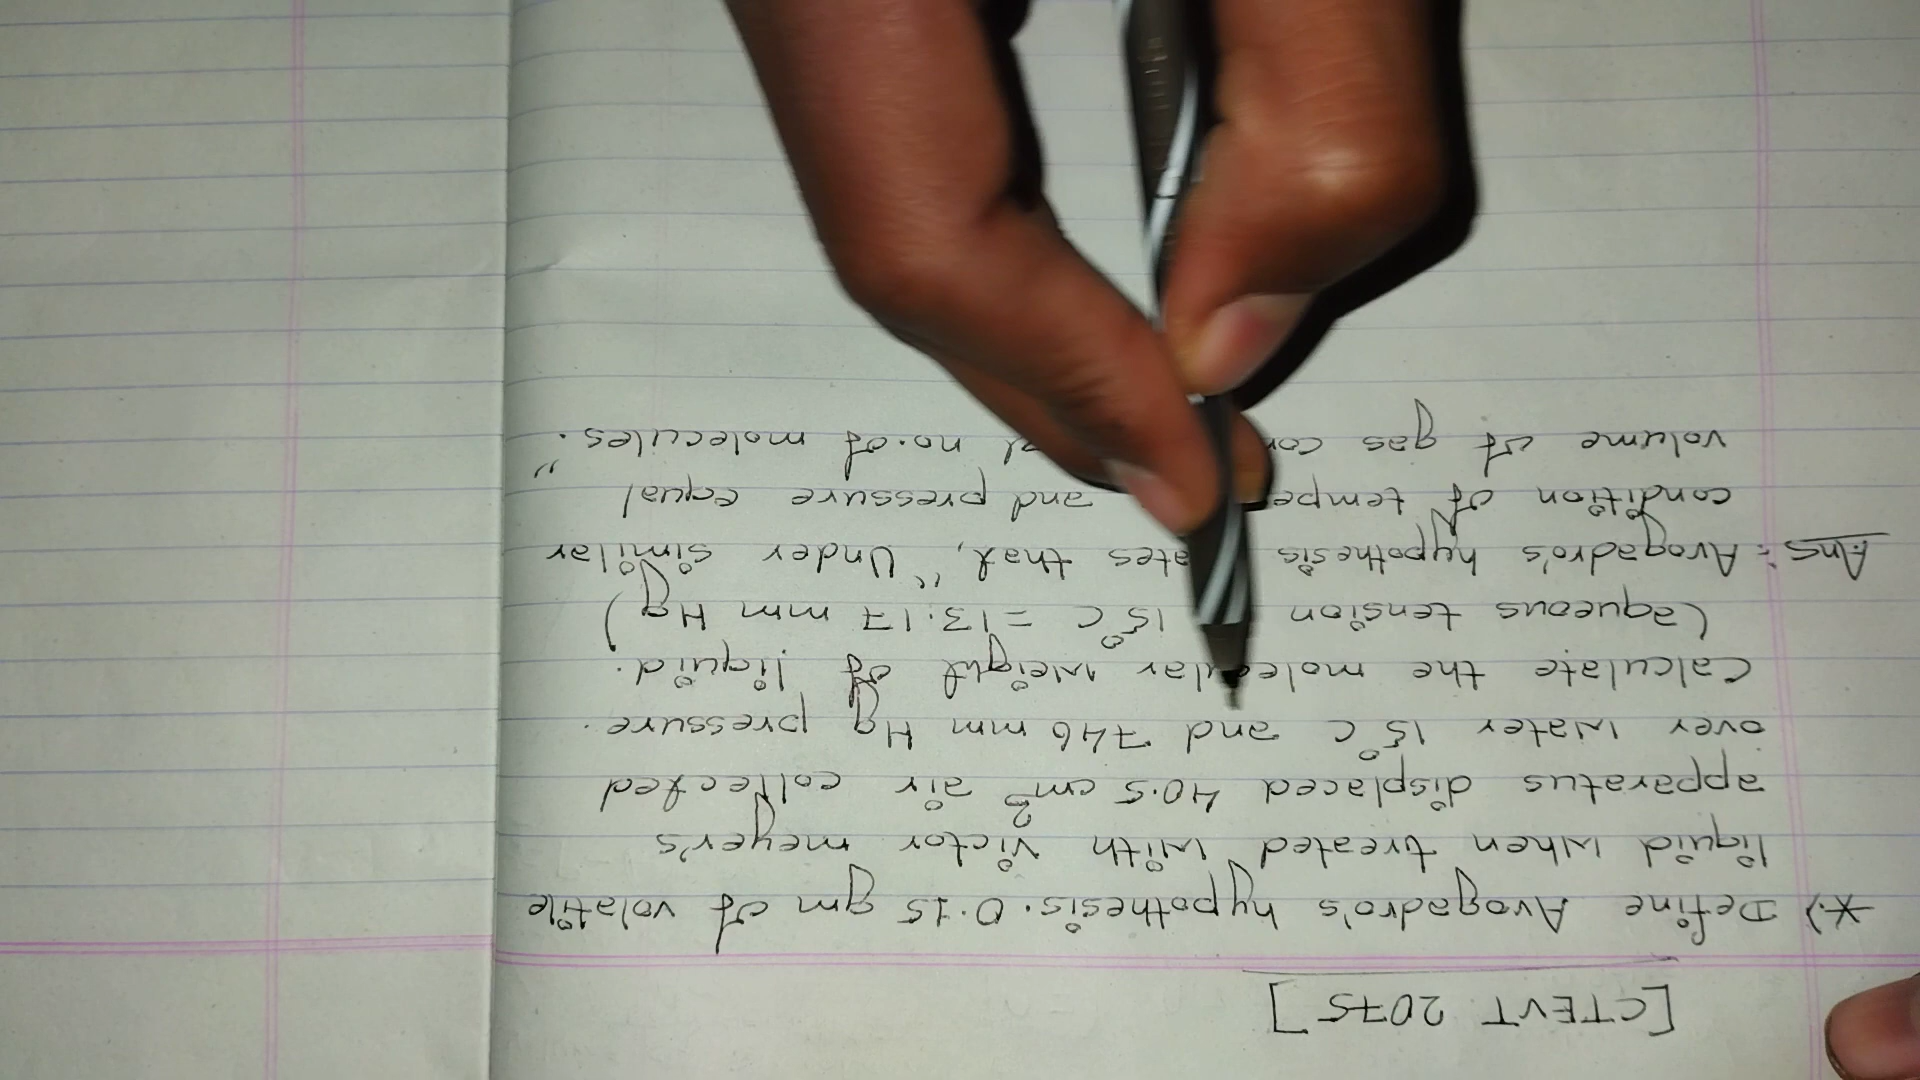 [CTEVT 2075]
*.) Define Avogadro's hypothesis. 0.15 gm of volatile
liquid when treated with victor meyer's
apparatus displaced 40.5 cm³ air collected
over water 15°C and 746 mm Hg pressure.
Calculate the molecular weight of liquid.
(aqueous tension 15°C = 13.17 mm Hg)
Ans: Avogadro's hypothesis that, "Under similar
condition of and pressure equal
volume of gas no. of molecules."